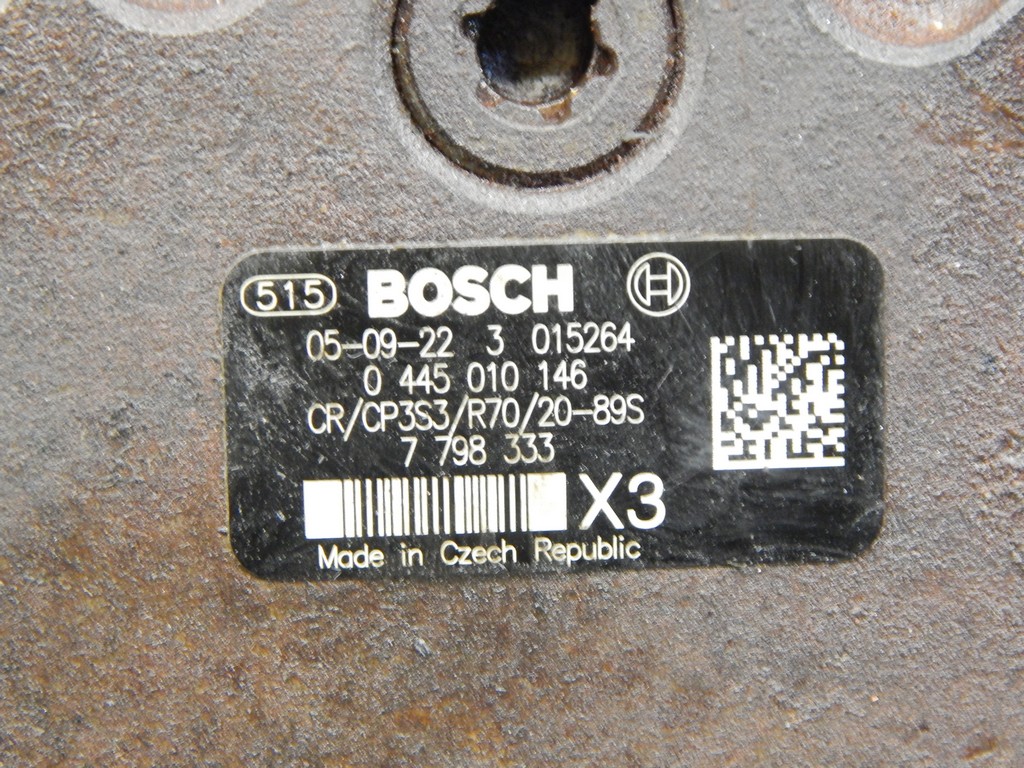 515 BOSCH
05-09-22 3 015264
0 445 010 146
CR/CP3S3/R70/20-89S
7 798 333
X3
Made in Czech Republic